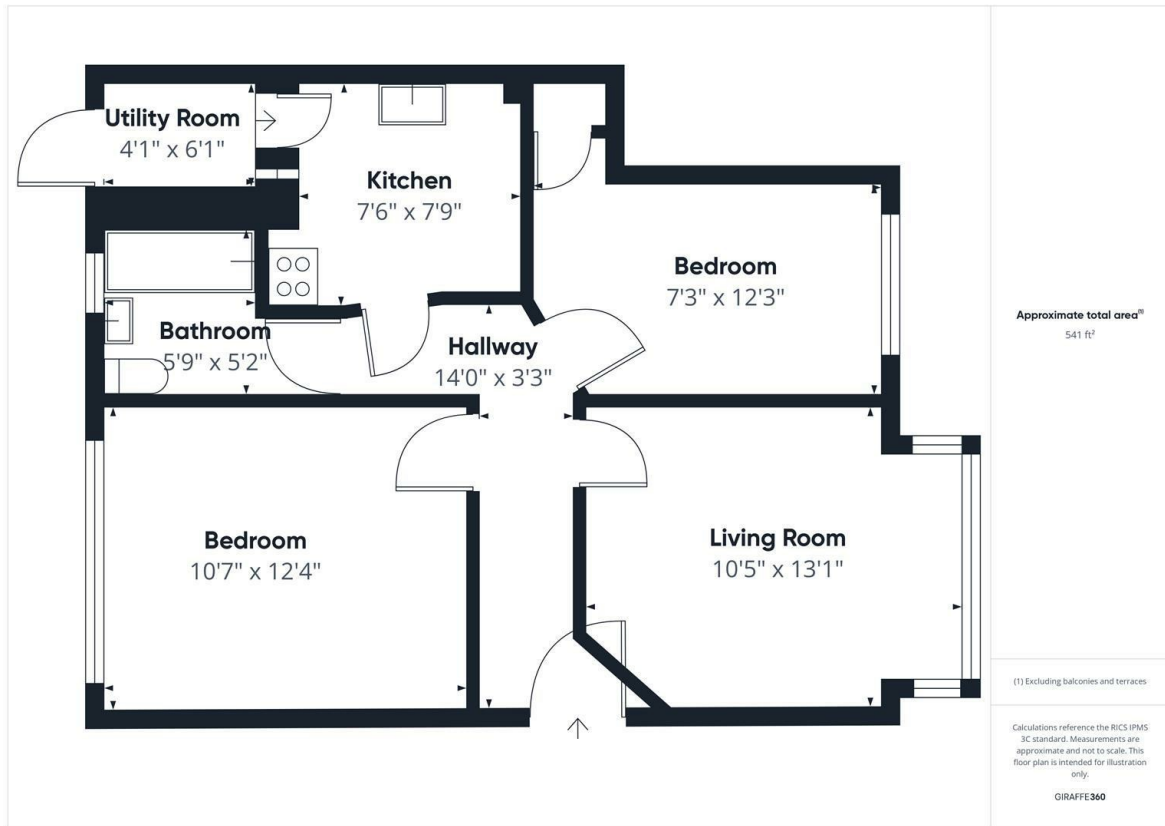 Utility Room
4'1" x 6'1"
Kitchen
7'6" x 7'9"
Bedroom
7'3" x 12'3"
Bathroom
5'9" x 5'2"
Hallway
14'0" x 3'3"
Bedroom
10'7" x 12'4"
Living Room
10'5" x 13'1"
Approximate total area⁽¹⁾
541 ft²
(1) Excluding balconies and terraces
Calculations reference the RICS IPMS
3C standard. Measurements are
approximate and not to scale. This
floor plan is intended for illustration
only.
GIRAFFE360